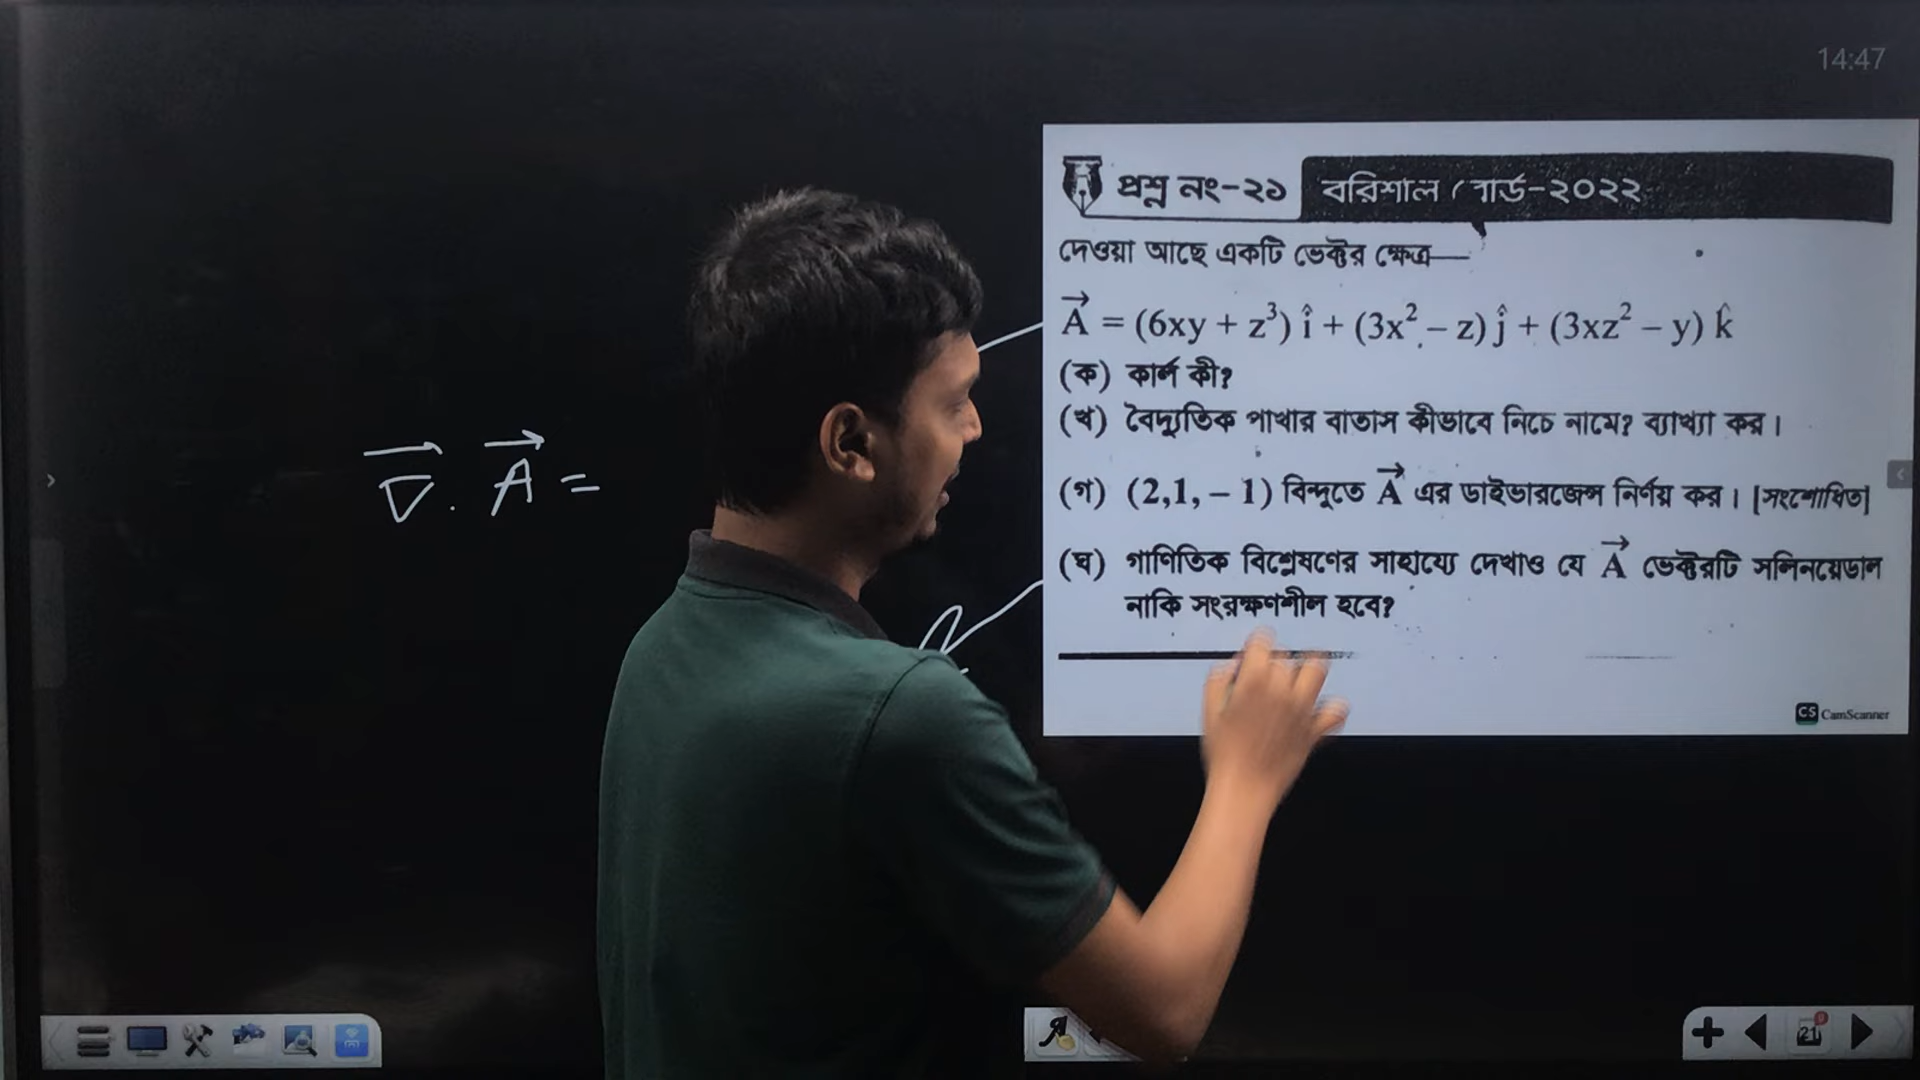 14:47
প্রশ্ন নং-২১ বরিশাল বোর্ড-২০২২
দেওয়া আছে একটি ভেক্টর ক্ষেত্র—
A⃗ = (6xy + z³) î + (3x² – z) ĵ + (3xz² – y) k̂
(ক) কার্ল কী?
(খ) বৈদ্যুতিক পাখার বাতাস কীভাবে নিচে নামে? ব্যাখ্যা কর।
(গ) (2,1, – 1) বিন্দুতে A⃗ এর ডাইভারজেন্স নির্ণয় কর। [সংশোধিত]
(ঘ) গাণিতিক বিশ্লেষণের সাহায্যে দেখাও যে A⃗ ভেক্টরটি সলিনয়েডাল
নাকি সংরক্ষণশীল হবে?
CS CamScanner
∇⃗ . A⃗ =
21